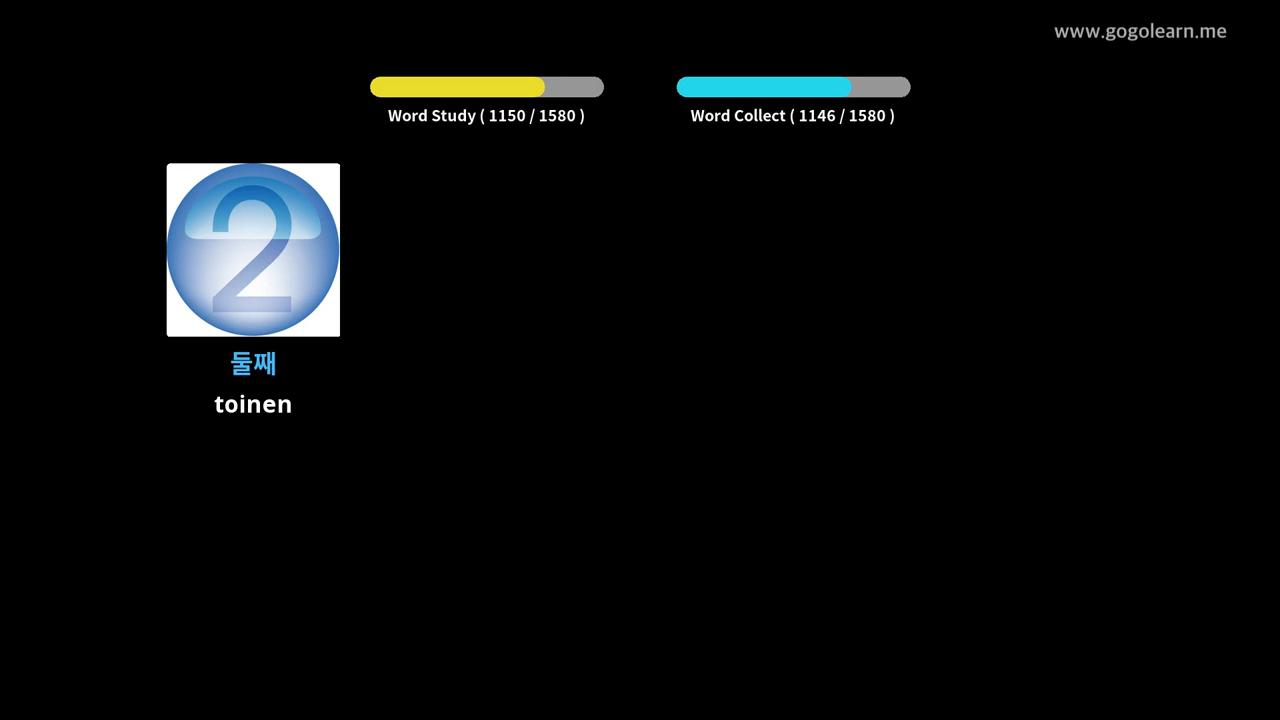 www.gogolearn.me
Word Study ( 1150 / 1580 )
Word Collect ( 1146 / 1580 )
2
둘째
toinen